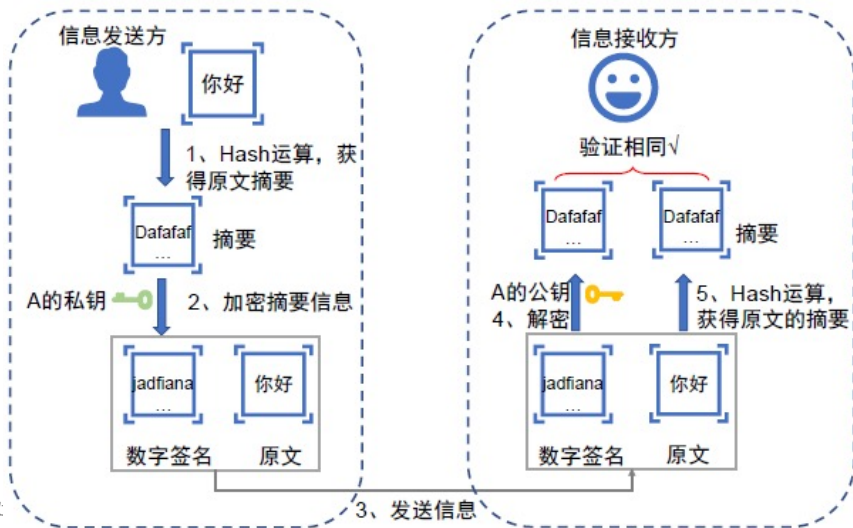 信息发送方
你好
1、Hash运算，获
得原文摘要
Dafafaf
...
摘要
A的私钥
2、加密摘要信息
jadfiana
...
你好
数字签名
原文
3、发送信息
信息接收方
验证相同√
Dafafaf
...
Dafafaf
...
摘要
A的公钥
4、解密
5、Hash运算，
获得原文的摘要
jadfiana
...
你好
数字签名
原文